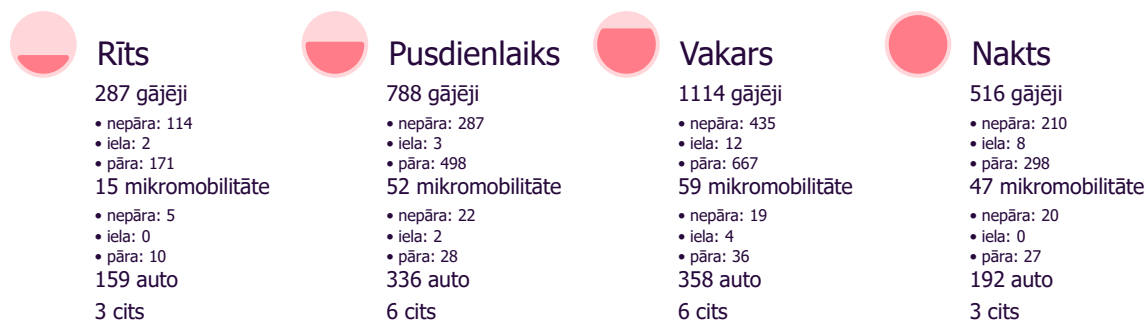 Rīts
287 gājēji
• nepāra: 114
• iela: 2
• pāra: 171
15 mikromobilitāte
• nepāra: 5
• iela: 0
• pāra: 10
159 auto
3 cits
Pusdienlaiks
788 gājēji
• nepāra: 287
• iela: 3
• pāra: 498
52 mikromobilitāte
• nepāra: 22
• iela: 2
• pāra: 28
336 auto
6 cits
Vakars
1114 gājēji
• nepāra: 435
• iela: 12
• pāra: 667
59 mikromobilitāte
• nepāra: 19
• iela: 4
• pāra: 36
358 auto
6 cits
Nakts
516 gājēji
• nepāra: 210
• iela: 8
• pāra: 298
47 mikromobilitāte
• nepāra: 20
• iela: 0
• pāra: 27
192 auto
3 cits